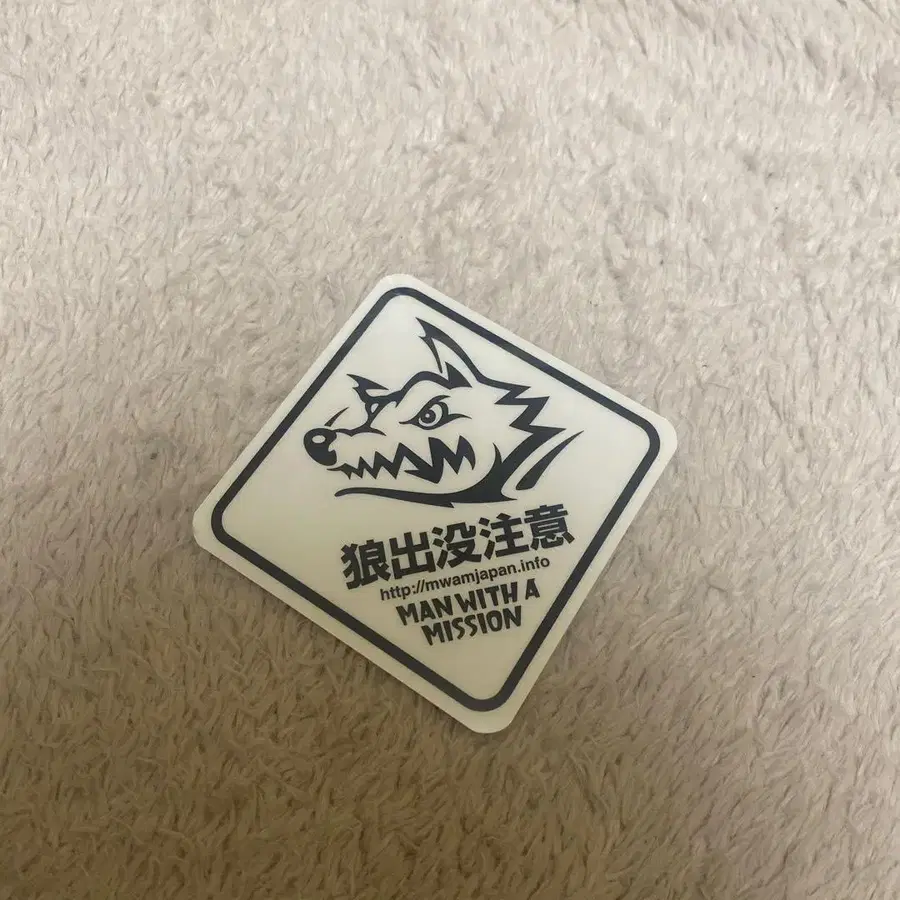 狼出没注意
http://mwamjapan.info
MAN WITH A
MISSION